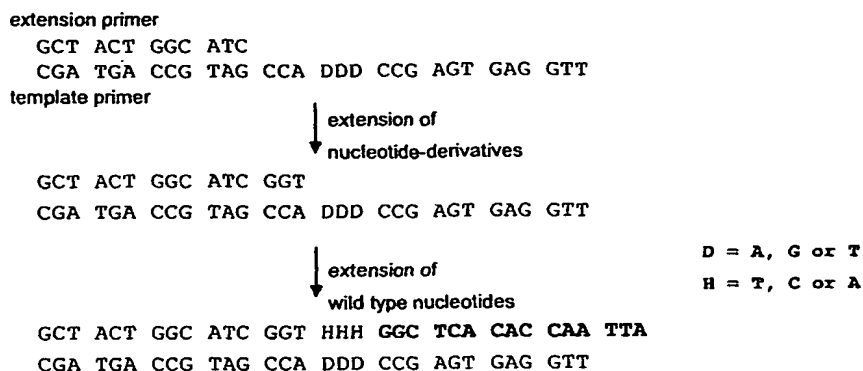 extension primer
GCT ACT GGC ATC
CGA TGA CCG TAG CCA DDD CCG AGT GAG GTT
template primer
extension of
nucleotide-derivatives
GCT ACT GGC ATC GGT
CGA TGA CCG TAG CCA DDD CCG AGT GAG GTT
D = A, G or T
H = T, C or A
extension of
wild type nucleotides
GCT ACT GGC ATC GGT HHH GGC TCA CAC CAA TTA
CGA TGA CCG TAG CCA DDD CCG AGT GAG GTT